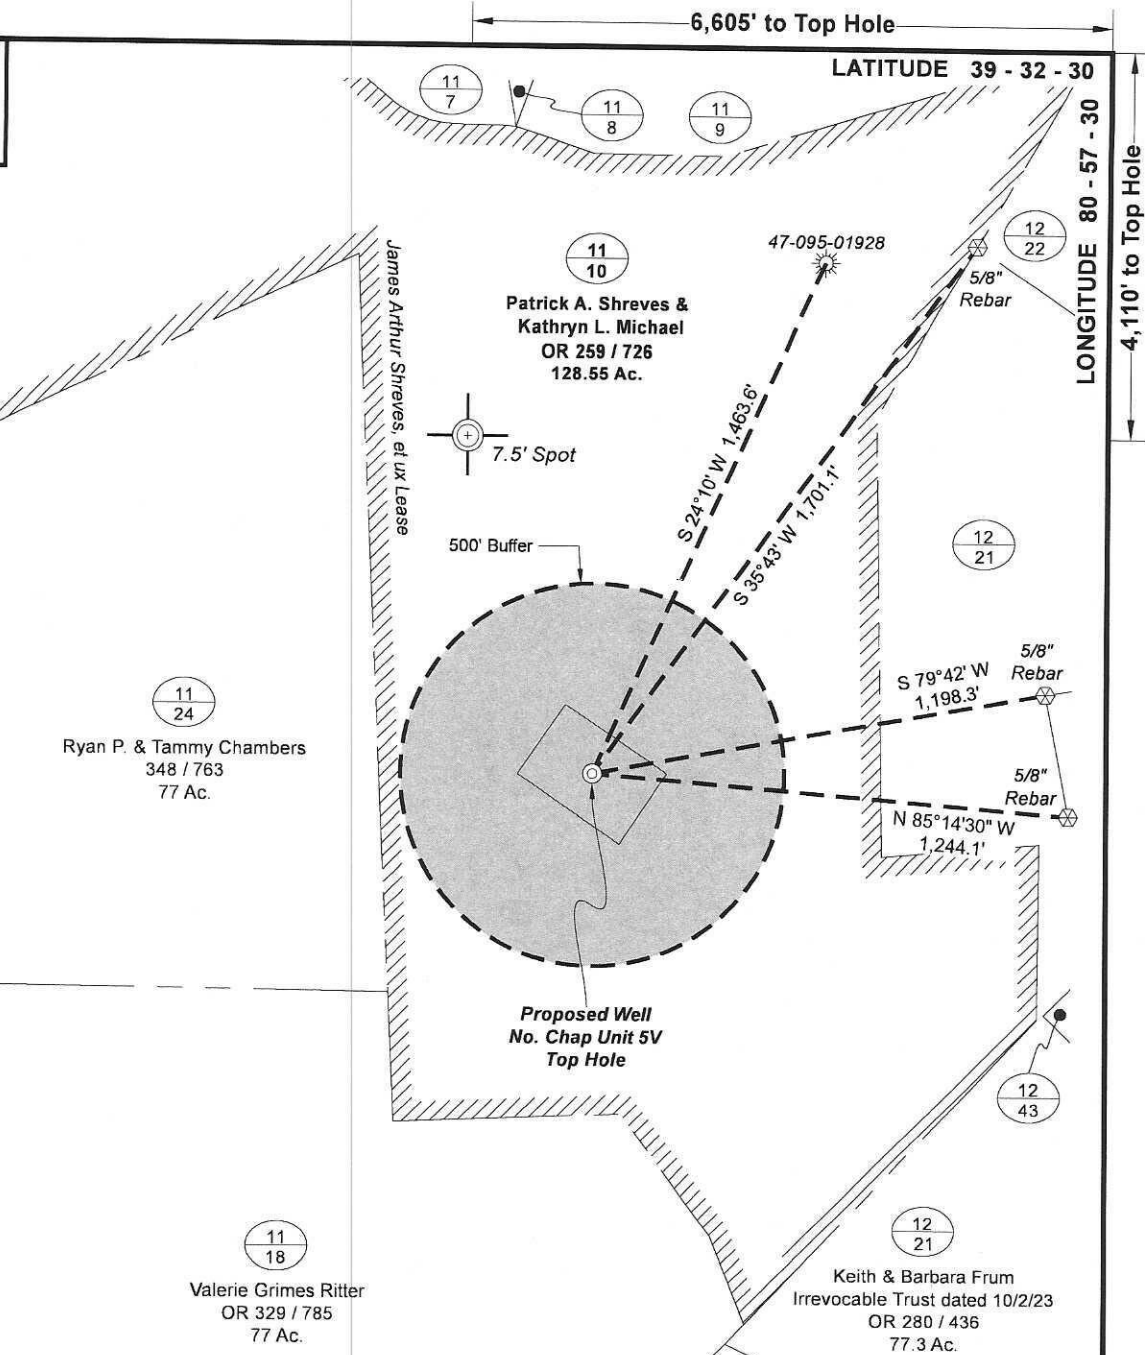 6,605' to Top Hole
LATITUDE 39 - 32 - 30
LONGITUDE 80 - 57 - 30
4,110' to Top Hole
11
7
11
8
11
9
12
22
47-095-01928
5/8"
Rebar
11
10
Patrick A. Shreves &
Kathryn L. Michael
OR 259 / 726
128.55 Ac.
James Arthur Shreves, et ux Lease
7.5' Spot
S 24°10' W 1,463.6'
S 35°43' W 1,701.1'
500' Buffer
12
21
5/8"
Rebar
S 79°42' W
1,198.3'
11
24
Ryan P. & Tammy Chambers
348 / 763
77 Ac.
5/8"
Rebar
N 85°14'30" W
1,244.1'
Proposed Well
No. Chap Unit 5V
Top Hole
12
43
11
18
Valerie Grimes Ritter
OR 329 / 785
77 Ac.
12
21
Keith & Barbara Frum
Irrevocable Trust dated 10/2/23
OR 280 / 436
77.3 Ac.